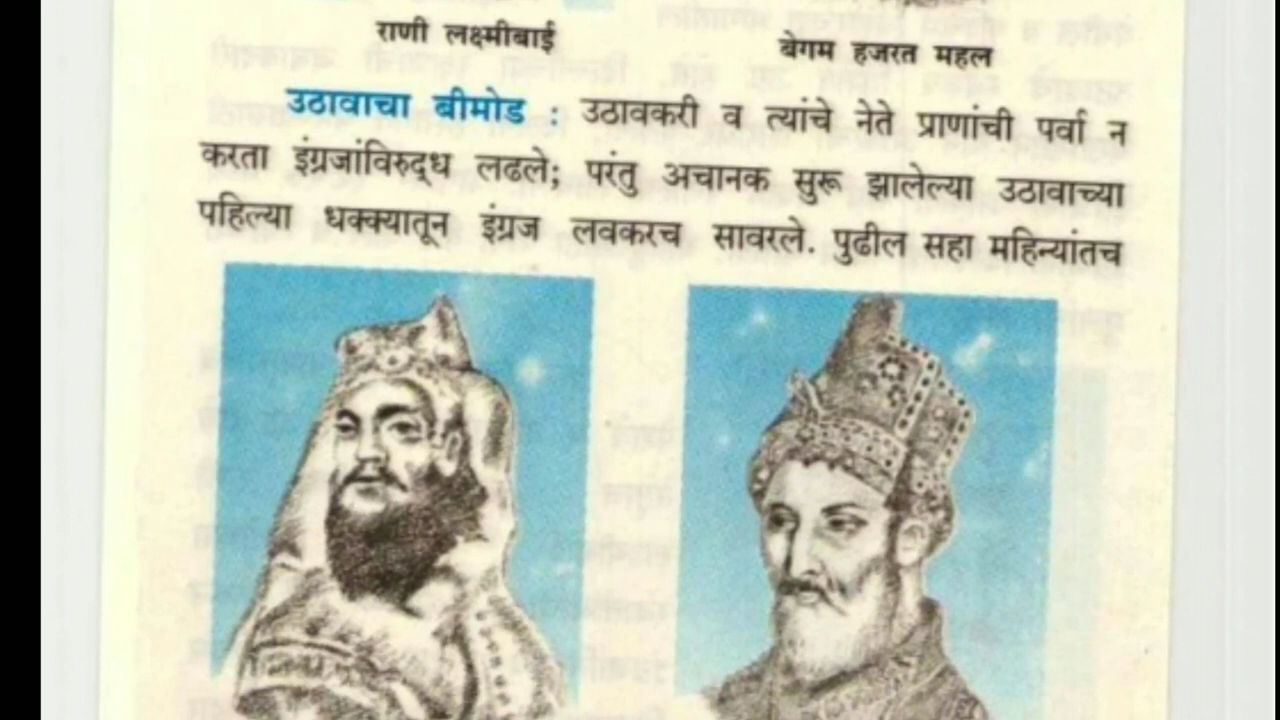 राणी लक्ष्मीबाई
बेगम हजरत महल
उठावाचा बीमोड : उठावकरी व त्यांचे नेते प्राणांची पर्वा न
करता इंग्रजांविरुद्ध लढले; परंतु अचानक सुरू झालेल्या उठावाच्या
पहिल्या धक्क्यातून इंग्रज लवकरच सावरले. पुढील सहा महिन्यांतच